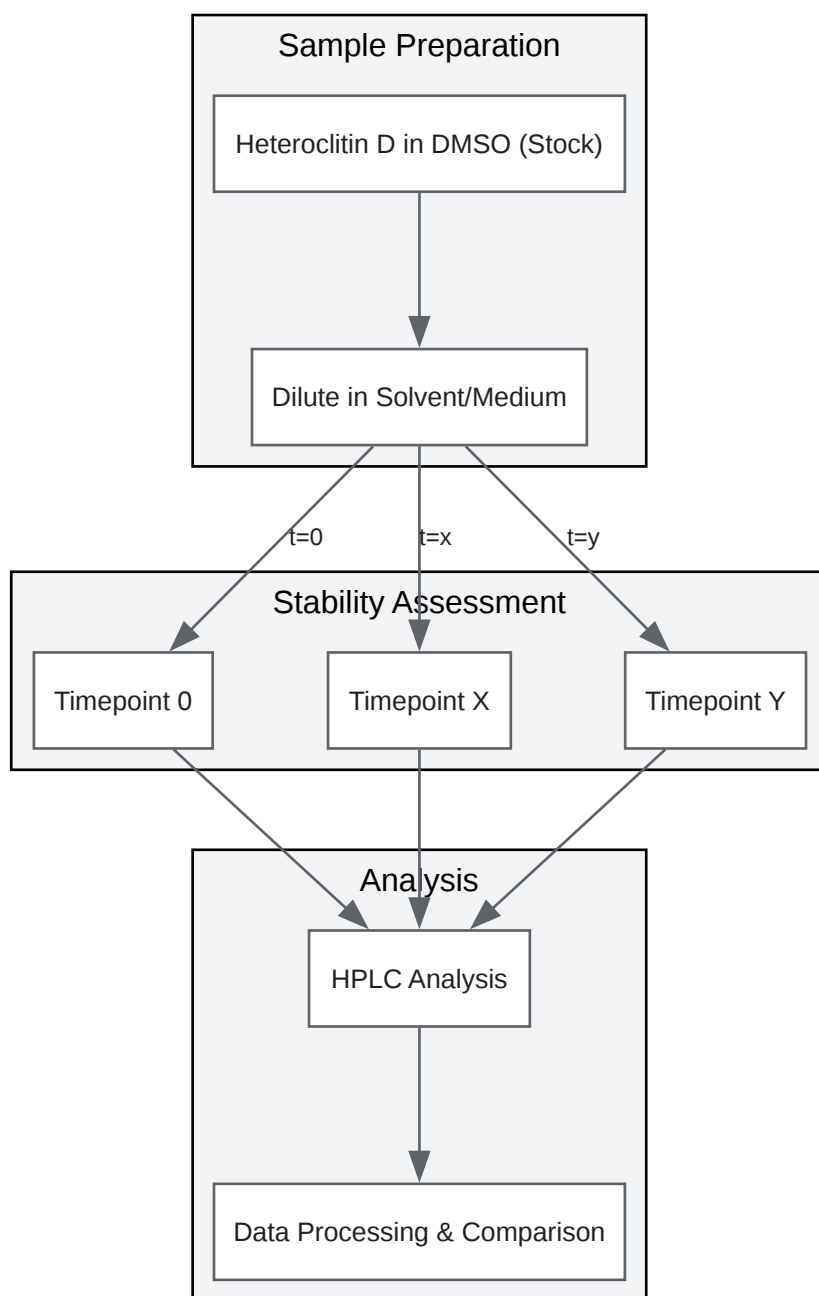 Sample Preparation
Heteroclitin D in DMSO (Stock)
Dilute in Solvent/Medium
t=0
t=x
t=y
Stability Assessment
Timepoint 0
Timepoint X
Timepoint Y
Analysis
HPLC Analysis
Data Processing & Comparison